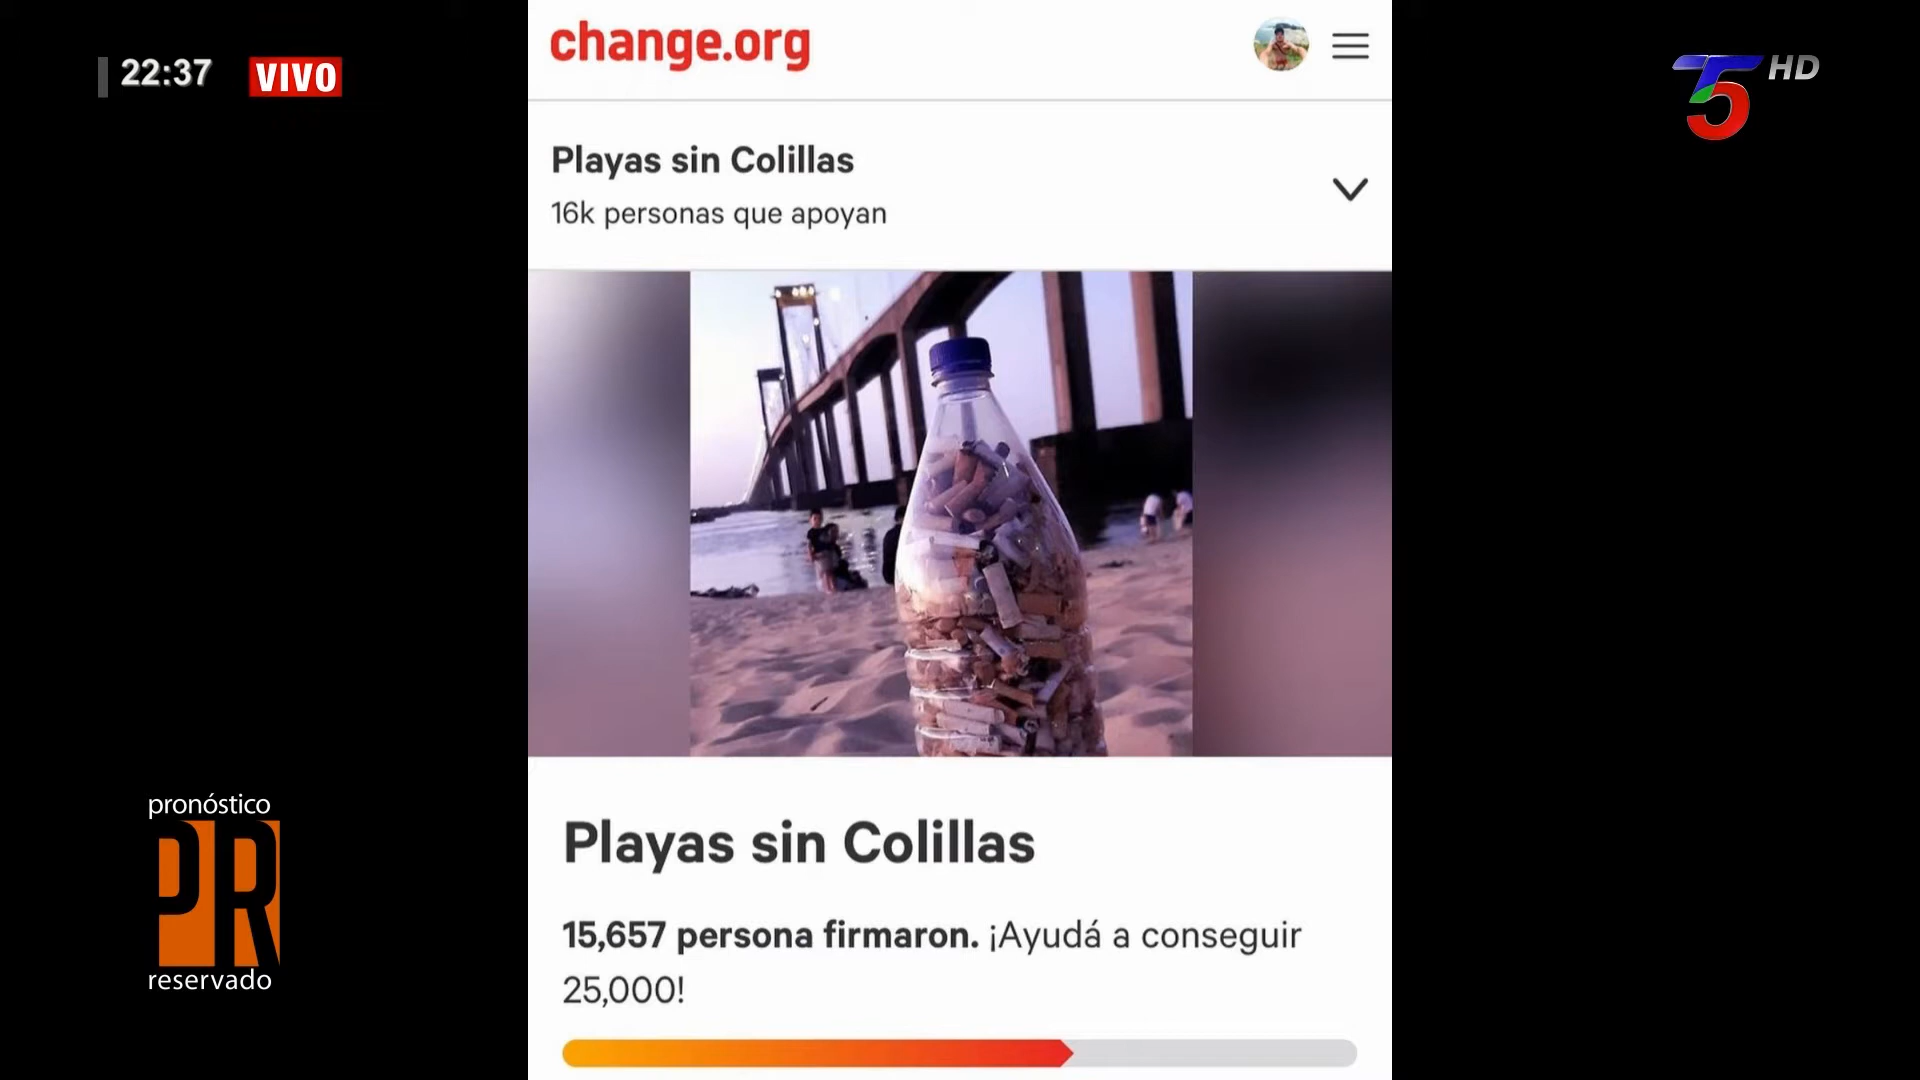 22:37
VIVO
change.org
T5 HD
Playas sin Colillas
16k personas que apoyan
pronóstico
PR
reservado
Playas sin Colillas
15,657 persona firmaron. ¡Ayudá a conseguir
25,000!